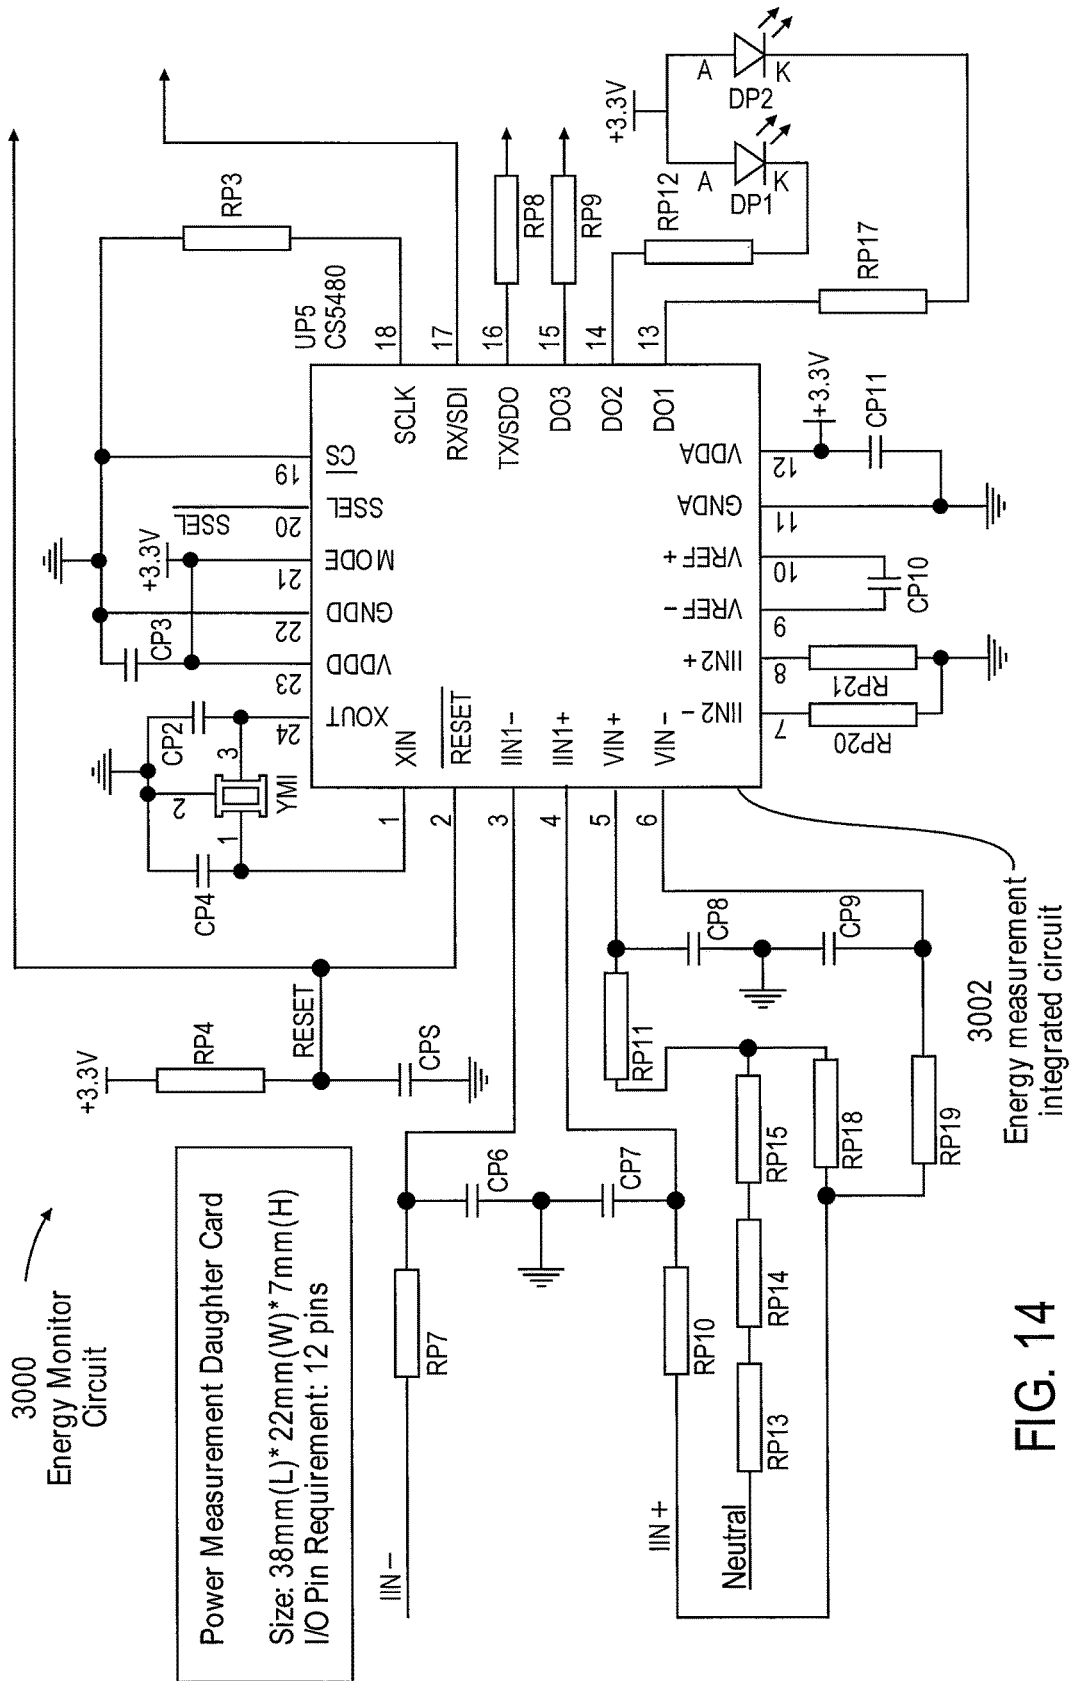 3000
Energy Monitor
Circuit
Power Measurement Daughter Card
Size: 38mm(L)* 22mm(W)* 7mm(H)
I/O Pin Requirement: 12 pins
+3.3V
RP4
RESET
CPS
CP4
CP2
1
2
3
YMI
CP3
+3.3V
SSEL
RP3
UP5
CS5480
24
23
22
21
20
19
XOUT
VDDD
GNDD
MODE
SSEL
CS
1
2
3
4
5
6
XIN
RESET
IIN1−
IIN1+
VIN+
VIN−
18
17
16
15
14
13
SCLK
RX/SDI
TX/SDO
DO3
DO2
DO1
RP8
RP9
RP12
RP17
+3.3V
A
K
DP1
A
K
DP2
IIN2−
IIN2+
VREF−
VREF+
GNDA
VDDA
7
8
9
10
11
12
RP20
RP21
CP10
+3.3V
CP11
IIN−
RP7
CP6
CP7
IIN+
RP10
Neutral
RP13
RP14
RP15
RP11
RP18
RP19
CP8
CP9
3002
Energy measurement
integrated circuit
FIG. 14